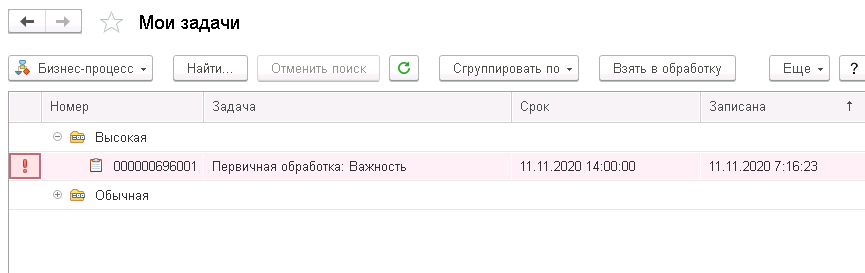 Мои задачи
Бизнес-процесс Найти... Отменить поиск Сгруппировать по Взять в обработку Еще ?
Номер Задача Срок Записана
Высокая
000000696001 Первичная обработка: Важность 11.11.2020 14:00:00 11.11.2020 7:16:23
Обычная